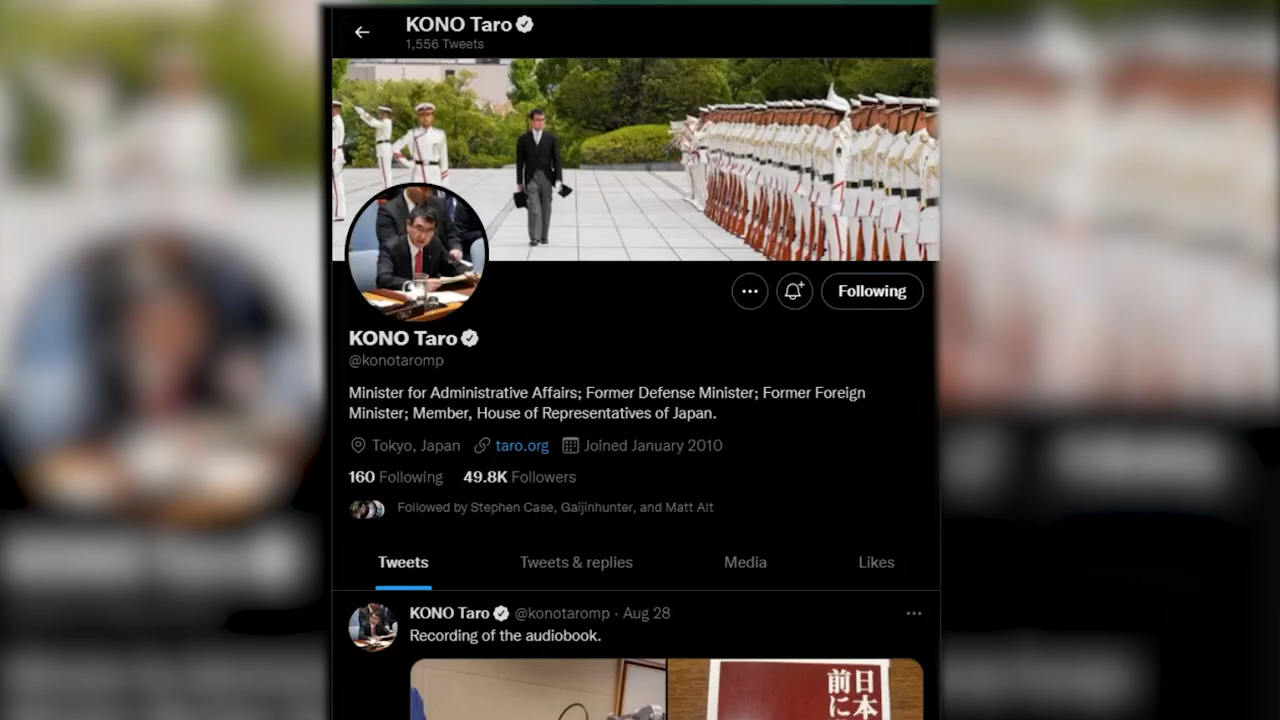 KONO Taro
1,556 Tweets
Following
KONO Taro
@konotaromp
Minister for Administrative Affairs; Former Defense Minister; Former Foreign
Minister; Member, House of Representatives of Japan.
Tokyo, Japan taro.org Joined January 2010
160 Following 49.8K Followers
Followed by Stephen Case, Gaijinhunter, and Matt Alt
Tweets Tweets & replies Media Likes
KONO Taro @konotaromp · Aug 28
Recording of the audiobook.
日本
前に